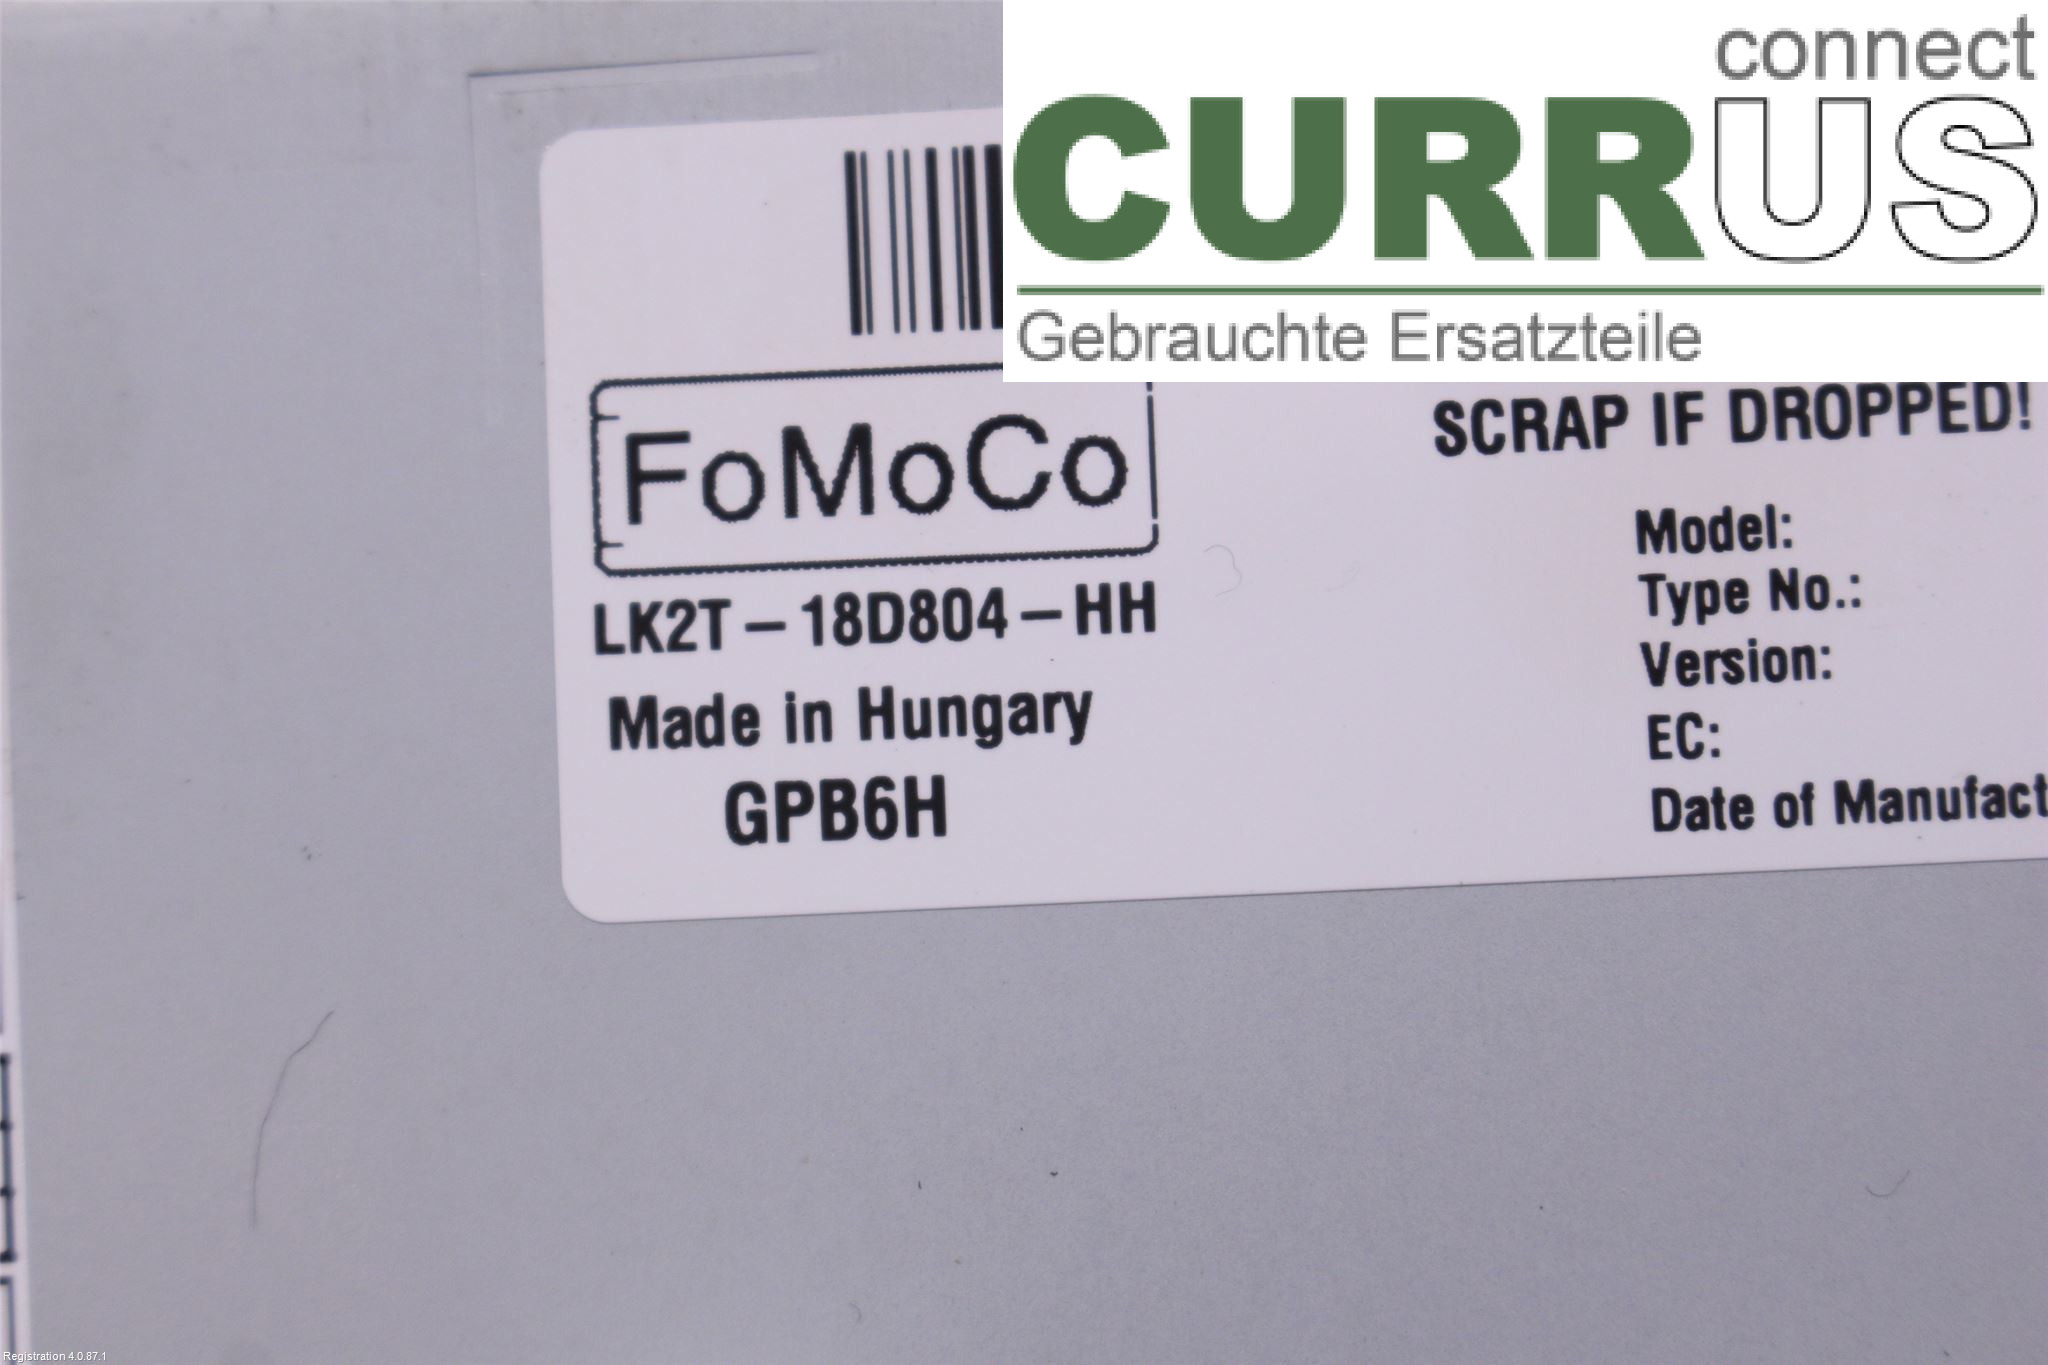 connect
CURRUS
Gebrauchte Ersatzteile
FoMoCo
LK2T – 18D804 – HH
Made in Hungary
GPB6H
SCRAP IF DROPPED!
Model:
Type No.:
Version:
EC:
Date of Manufact
Registration 4.0.87.1